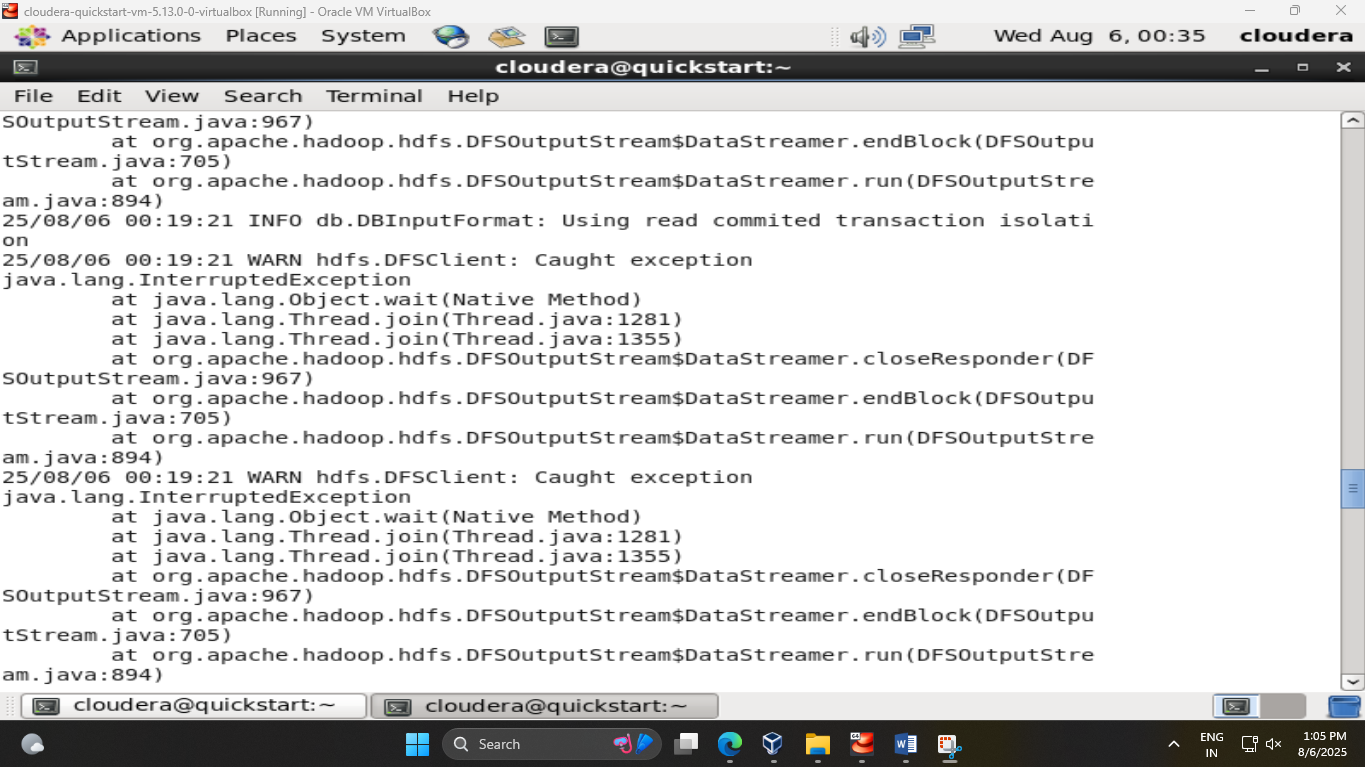 cloudera-quickstart-vm-5.13.0-0-virtualbox [Running] - Oracle VM VirtualBox
Applications Places System Wed Aug 6, 00:35 cloudera
cloudera@quickstart:~
File Edit View Search Terminal Help
SOutputStream.java:967)
at org.apache.hadoop.hdfs.DFSOutputStream$DataStreamer.endBlock(DFSOutpu
tStream.java:705)
at org.apache.hadoop.hdfs.DFSOutputStream$DataStreamer.run(DFSOutputStre
am.java:894)
25/08/06 00:19:21 INFO db.DBInputFormat: Using read commited transaction isolati
on
25/08/06 00:19:21 WARN hdfs.DFSClient: Caught exception
java.lang.InterruptedException
at java.lang.Object.wait(Native Method)
at java.lang.Thread.join(Thread.java:1281)
at java.lang.Thread.join(Thread.java:1355)
at org.apache.hadoop.hdfs.DFSOutputStream$DataStreamer.closeResponder(DF
SOutputStream.java:967)
at org.apache.hadoop.hdfs.DFSOutputStream$DataStreamer.endBlock(DFSOutpu
tStream.java:705)
at org.apache.hadoop.hdfs.DFSOutputStream$DataStreamer.run(DFSOutputStre
am.java:894)
25/08/06 00:19:21 WARN hdfs.DFSClient: Caught exception
java.lang.InterruptedException
at java.lang.Object.wait(Native Method)
at java.lang.Thread.join(Thread.java:1281)
at java.lang.Thread.join(Thread.java:1355)
at org.apache.hadoop.hdfs.DFSOutputStream$DataStreamer.closeResponder(DF
SOutputStream.java:967)
at org.apache.hadoop.hdfs.DFSOutputStream$DataStreamer.endBlock(DFSOutpu
tStream.java:705)
at org.apache.hadoop.hdfs.DFSOutputStream$DataStreamer.run(DFSOutputStre
am.java:894)
cloudera@quickstart:~ cloudera@quickstart:~
Search ENG 1:05 PM
IN 8/6/2025